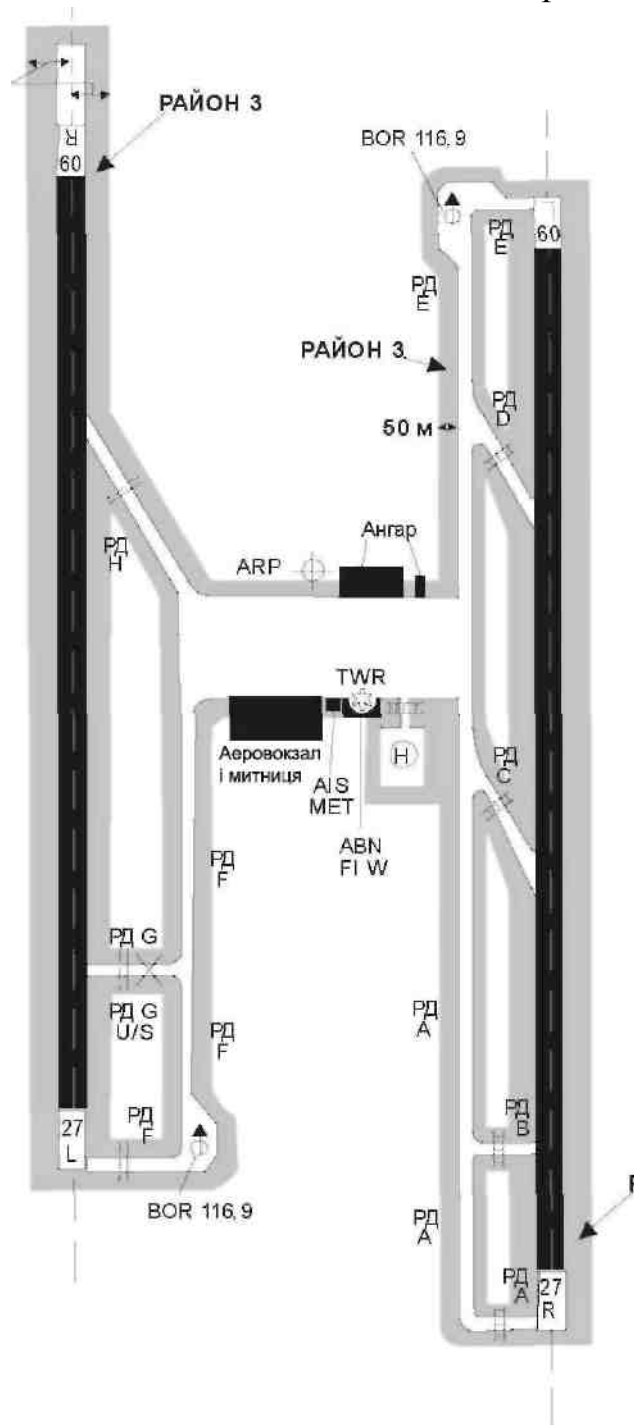 РАЙОН 3
R
60
BOR 116,9
РД
E
60
РД
E
РАЙОН 3
РД
D
50 м
Ангар
РД
H
ARP
TWR
Аеровокзал
і митниця
AIS
MET
H
РД
C
ABN
FI W
РД
F
РД G
РД G
U/S
РД
F
РД
A
РД
F
РД
B
27
L
BOR 116,9
РД
A
РД
A
27
R